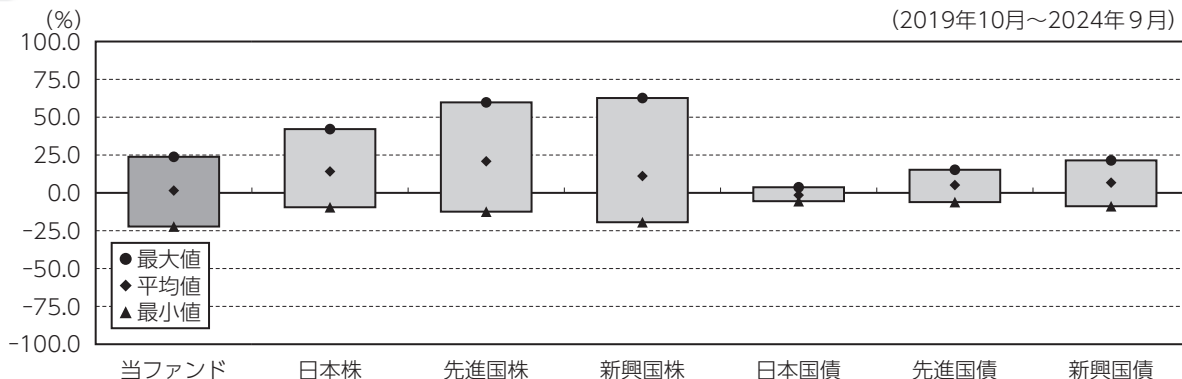 (%)
(2019年10月～2024年９月)
100.0
75.0
50.0
25.0
0.0
-25.0
-50.0
-75.0
-100.0
最大値
平均値
最小値
当ファンド 日本株 先進国株 新興国株 日本国債 先進国債 新興国債